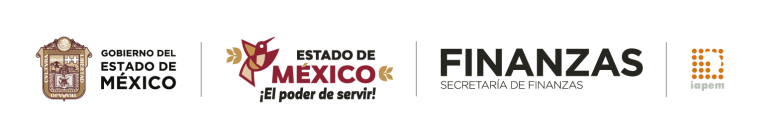 GOBIERNO DEL
ESTADO DE
MÉXICO
ESTADO DE
MÉXICO
¡El poder de servir!
FINANZAS
SECRETARÍA DE FINANZAS
iapem